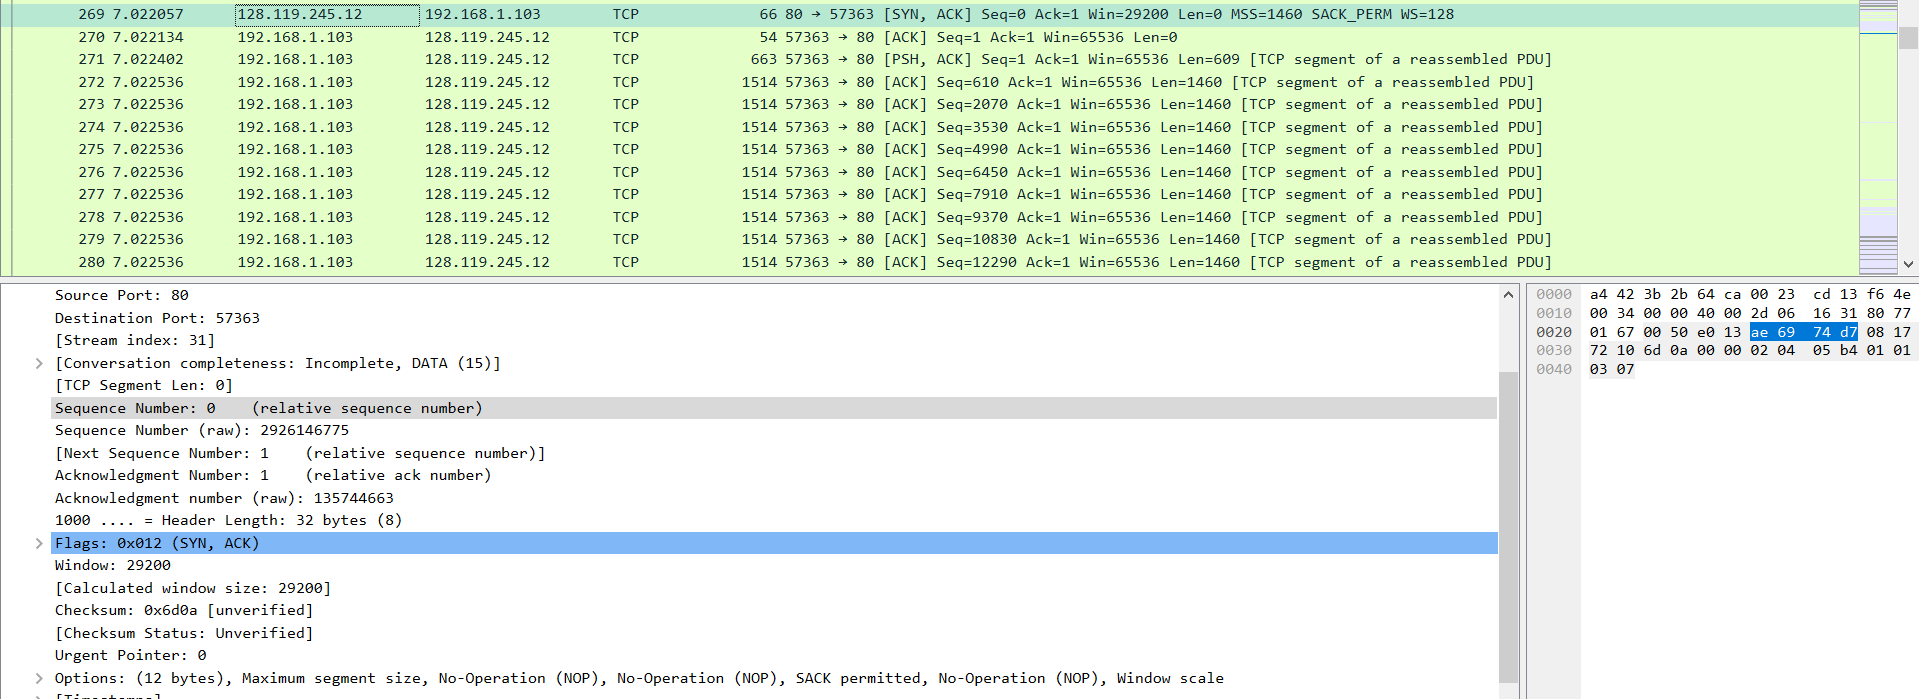 269 7.022057 128.119.245.12 192.168.1.103 TCP 66 80 → 57363 [SYN, ACK] Seq=0 Ack=1 Win=29200 Len=0 MSS=1460 SACK_PERM WS=128
270 7.022134 192.168.1.103 128.119.245.12 TCP 54 57363 → 80 [ACK] Seq=1 Ack=1 Win=65536 Len=0
271 7.022402 192.168.1.103 128.119.245.12 TCP 663 57363 → 80 [PSH, ACK] Seq=1 Ack=1 Win=65536 Len=609 [TCP segment of a reassembled PDU]
272 7.022536 192.168.1.103 128.119.245.12 TCP 1514 57363 → 80 [ACK] Seq=610 Ack=1 Win=65536 Len=1460 [TCP segment of a reassembled PDU]
273 7.022536 192.168.1.103 128.119.245.12 TCP 1514 57363 → 80 [ACK] Seq=2070 Ack=1 Win=65536 Len=1460 [TCP segment of a reassembled PDU]
274 7.022536 192.168.1.103 128.119.245.12 TCP 1514 57363 → 80 [ACK] Seq=3530 Ack=1 Win=65536 Len=1460 [TCP segment of a reassembled PDU]
275 7.022536 192.168.1.103 128.119.245.12 TCP 1514 57363 → 80 [ACK] Seq=4990 Ack=1 Win=65536 Len=1460 [TCP segment of a reassembled PDU]
276 7.022536 192.168.1.103 128.119.245.12 TCP 1514 57363 → 80 [ACK] Seq=6450 Ack=1 Win=65536 Len=1460 [TCP segment of a reassembled PDU]
277 7.022536 192.168.1.103 128.119.245.12 TCP 1514 57363 → 80 [ACK] Seq=7910 Ack=1 Win=65536 Len=1460 [TCP segment of a reassembled PDU]
278 7.022536 192.168.1.103 128.119.245.12 TCP 1514 57363 → 80 [ACK] Seq=9370 Ack=1 Win=65536 Len=1460 [TCP segment of a reassembled PDU]
279 7.022536 192.168.1.103 128.119.245.12 TCP 1514 57363 → 80 [ACK] Seq=10830 Ack=1 Win=65536 Len=1460 [TCP segment of a reassembled PDU]
280 7.022536 192.168.1.103 128.119.245.12 TCP 1514 57363 → 80 [ACK] Seq=12290 Ack=1 Win=65536 Len=1460 [TCP segment of a reassembled PDU]
Source Port: 80
Destination Port: 57363
[Stream index: 31]
[Conversation completeness: Incomplete, DATA (15)]
[TCP Segment Len: 0]
Sequence Number: 0 (relative sequence number)
Sequence Number (raw): 2926146775
[Next Sequence Number: 1 (relative sequence number)]
Acknowledgment Number: 1 (relative ack number)
Acknowledgment number (raw): 135744663
1000 .... = Header Length: 32 bytes (8)
Flags: 0x012 (SYN, ACK)
Window: 29200
[Calculated window size: 29200]
Checksum: 0x6d0a [unverified]
[Checksum Status: Unverified]
Urgent Pointer: 0
Options: (12 bytes), Maximum segment size, No-Operation (NOP), No-Operation (NOP), SACK permitted, No-Operation (NOP), Window scale
0000 a4 42 3b 2b 64 ca 00 23 cd 13 f6 4e
0010 00 34 00 00 40 00 2d 06 16 31 80 77
0020 01 67 00 50 e0 13 ae 69 74 d7 08 17
0030 72 10 6d 0a 00 00 02 04 05 b4 01 01
0040 03 07